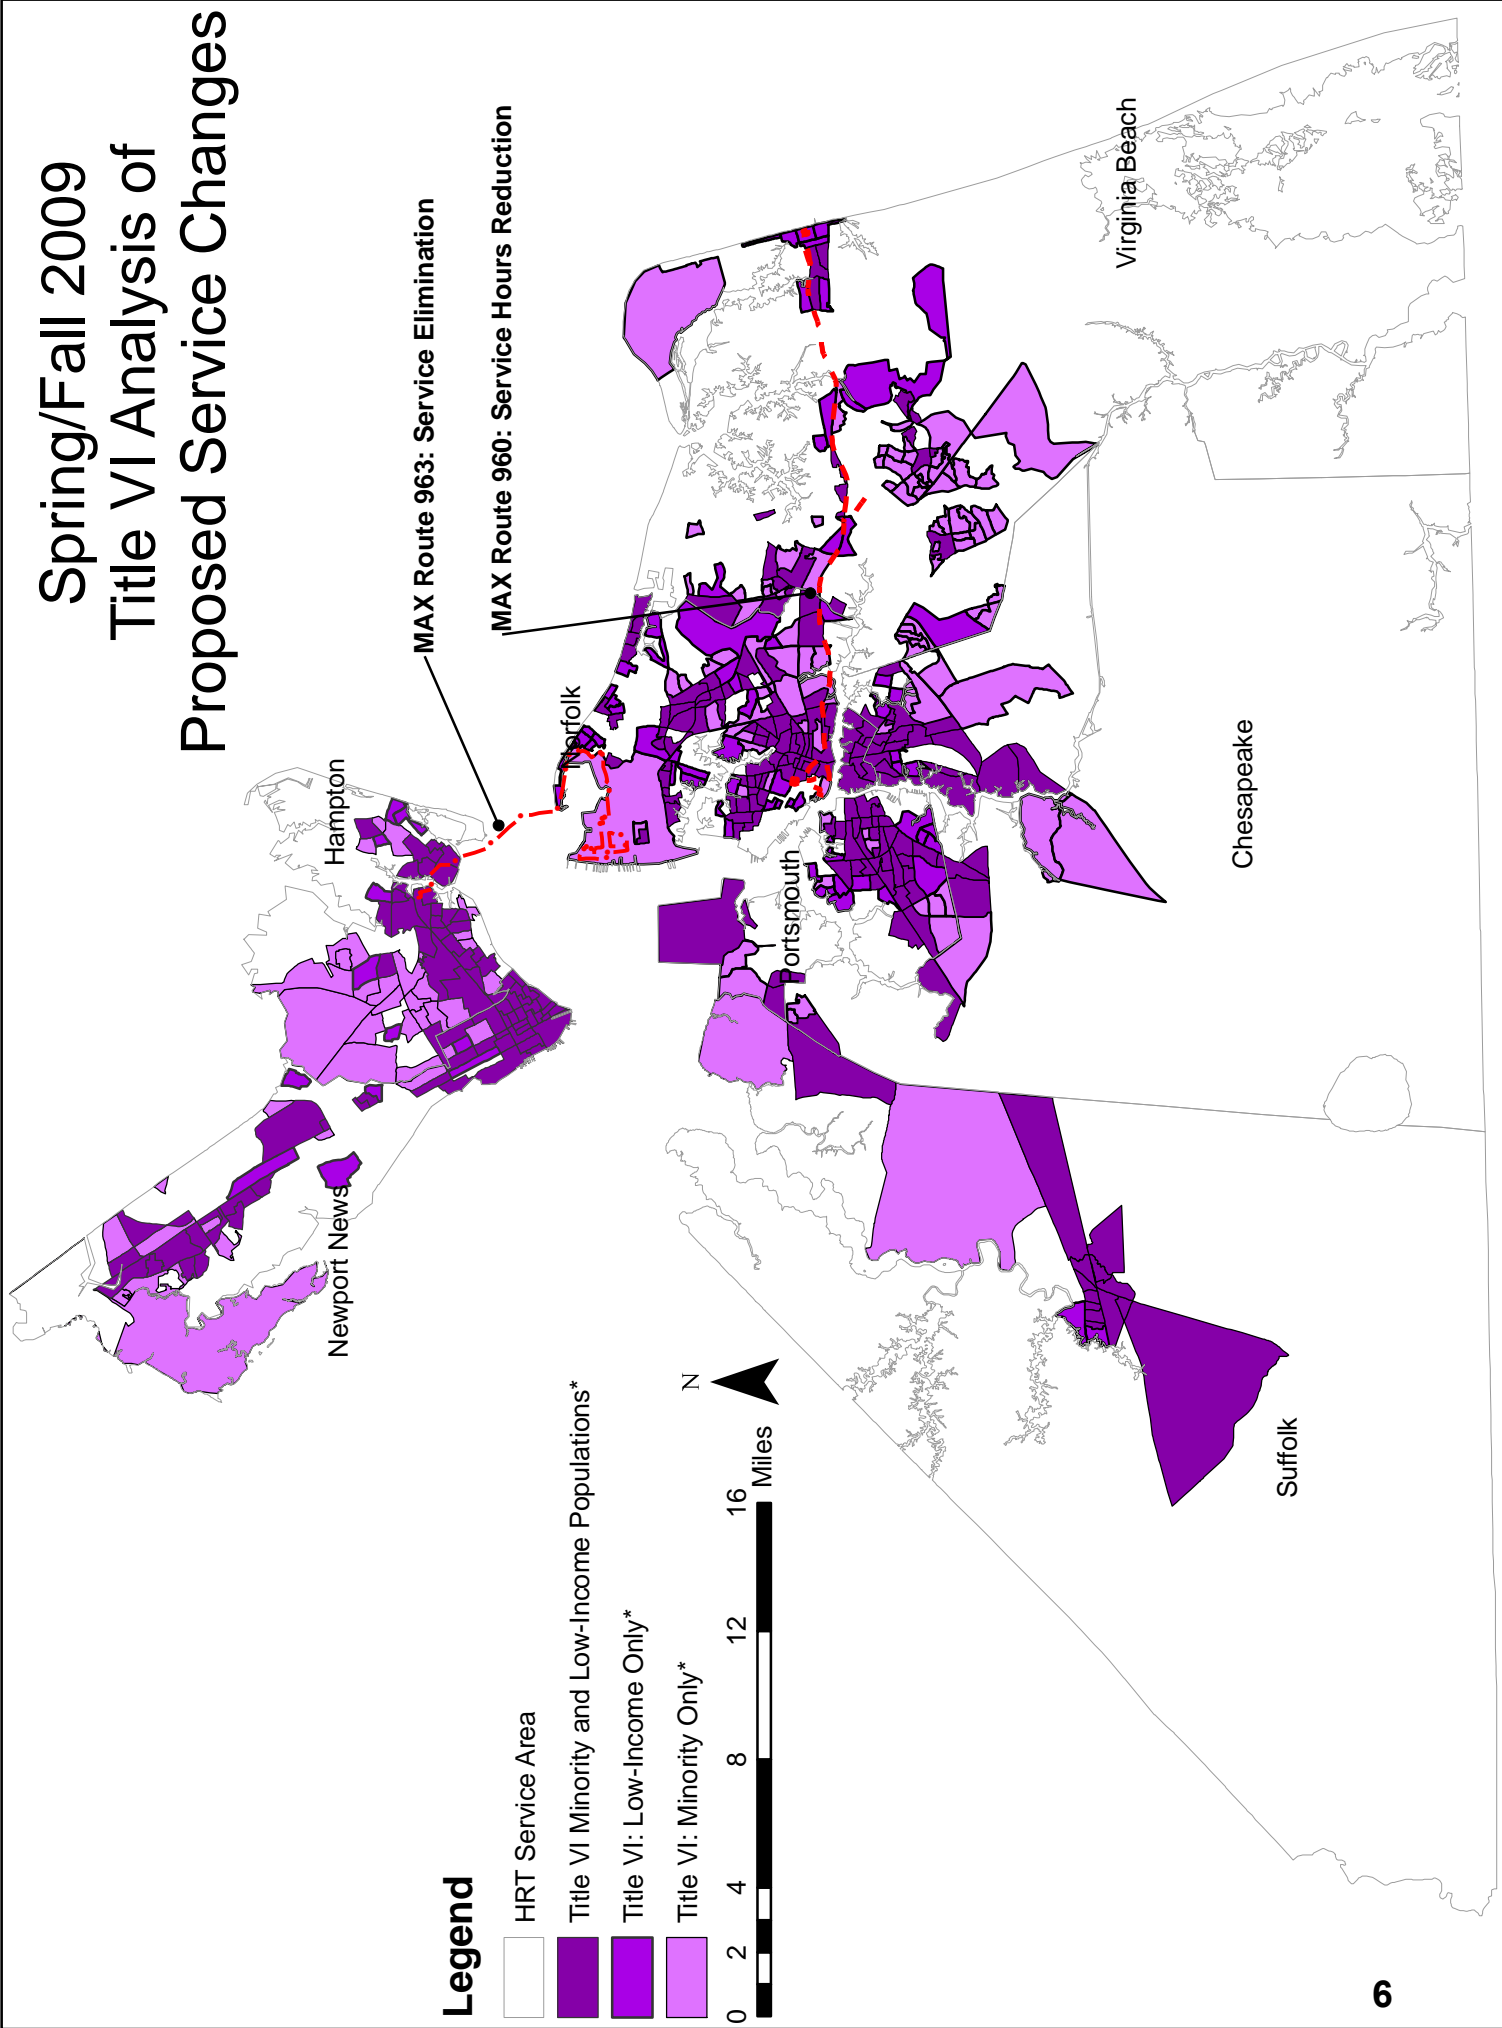 Spring/Fall 2009
Title VI Analysis of
Proposed Service Changes
MAX Route 963: Service Elimination
MAX Route 960: Service Hours Reduction
Hampton
Norfolk
Virginia Beach
Newport News
Portsmouth
Chesapeake
Suffolk
Legend
HRT Service Area
Title VI Minority and Low-Income Populations*
Title VI: Low-Income Only*
Title VI: Minority Only*
N
0 2 4 8 12 16
Miles
6